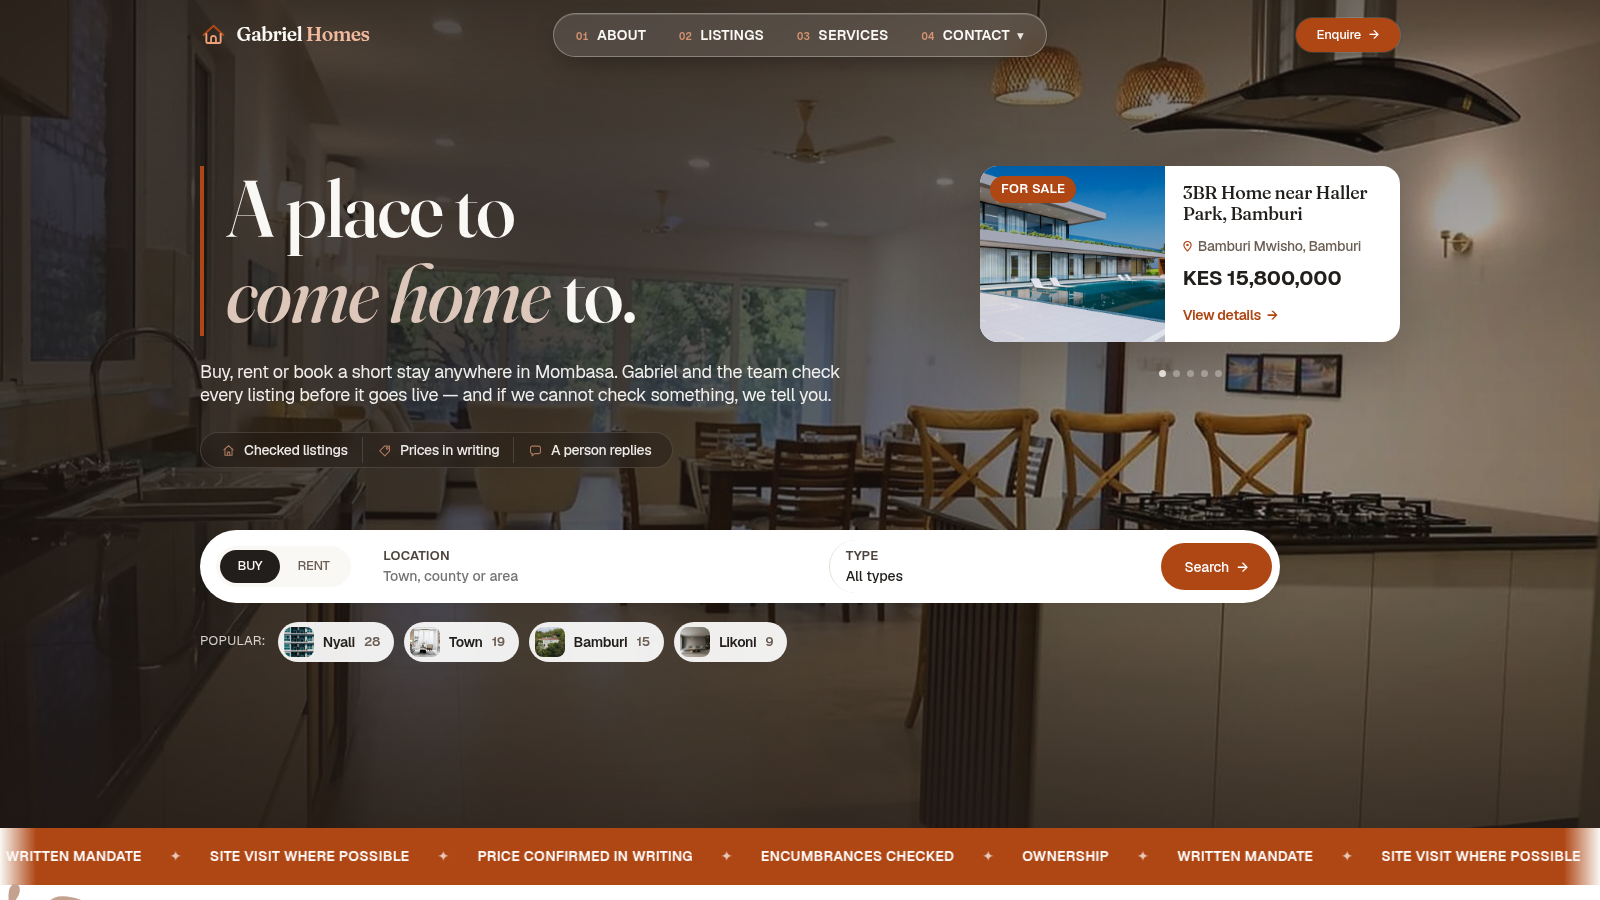 Gabriel Homes
01 ABOUT
02 LISTINGS
03 SERVICES
04 CONTACT ▾
Enquire →
A place to
come home to.
Buy, rent or book a short stay anywhere in Mombasa. Gabriel and the team check
every listing before it goes live — and if we cannot check something, we tell you.
Checked listings
Prices in writing
A person replies
FOR SALE
3BR Home near Haller
Park, Bamburi
Bamburi Mwisho, Bamburi
KES 15,800,000
View details →
BUY
RENT
LOCATION
Town, county or area
TYPE
All types
Search →
POPULAR:
Nyali 28
Town 19
Bamburi 15
Likoni 9
WRITTEN MANDATE ✦ SITE VISIT WHERE POSSIBLE ✦ PRICE CONFIRMED IN WRITING ✦ ENCUMBRANCES CHECKED ✦ OWNERSHIP ✦ WRITTEN MANDATE ✦ SITE VISIT WHERE POSSIBLE